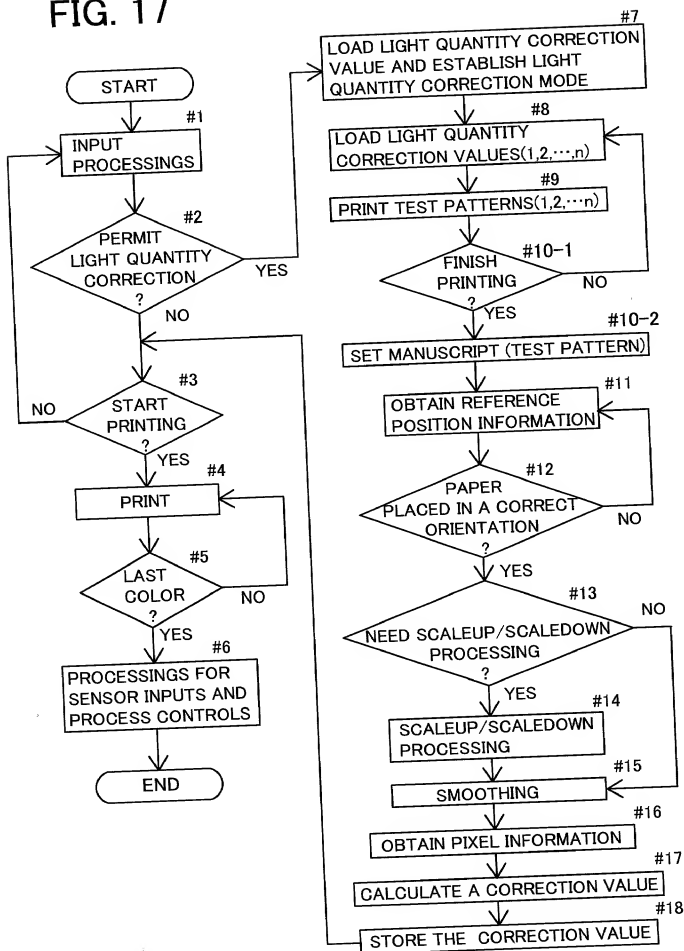 FIG. 17
START
#1
INPUT
PROCESSINGS
#2
PERMIT
LIGHT QUANTITY
CORRECTION
?
YES
NO
#3
START
PRINTING
?
NO
YES
#4
PRINT
#5
LAST
COLOR
?
NO
YES
#6
PROCESSINGS FOR
SENSOR INPUTS AND
PROCESS CONTROLS
END
#7
LOAD LIGHT QUANTITY CORRECTION
VALUE AND ESTABLISH LIGHT
QUANTITY CORRECTION MODE
#8
LOAD LIGHT QUANTITY
CORRECTION VALUES(1,2,···,n)
#9
PRINT TEST PATTERNS(1,2,···n)
#10-1
FINISH
PRINTING
?
NO
YES
#10-2
SET MANUSCRIPT (TEST PATTERN)
#11
OBTAIN REFERENCE
POSITION INFORMATION
#12
PAPER
PLACED IN A CORRECT
ORIENTATION
?
NO
YES
#13
NEED SCALEUP/SCALEDOWN
PROCESSING
?
NO
YES
#14
SCALEUP/SCALEDOWN
PROCESSING
#15
SMOOTHING
#16
OBTAIN PIXEL INFORMATION
#17
CALCULATE A CORRECTION VALUE
#18
STORE THE CORRECTION VALUE